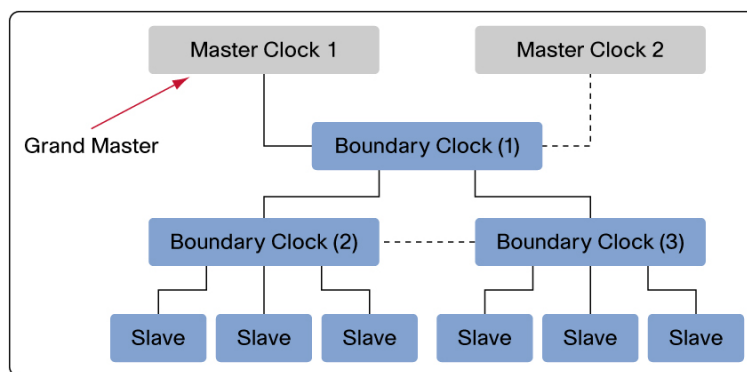 Master Clock 1
Master Clock 2
Grand Master
Boundary Clock (1)
Boundary Clock (2)
Boundary Clock (3)
Slave
Slave
Slave
Slave
Slave
Slave